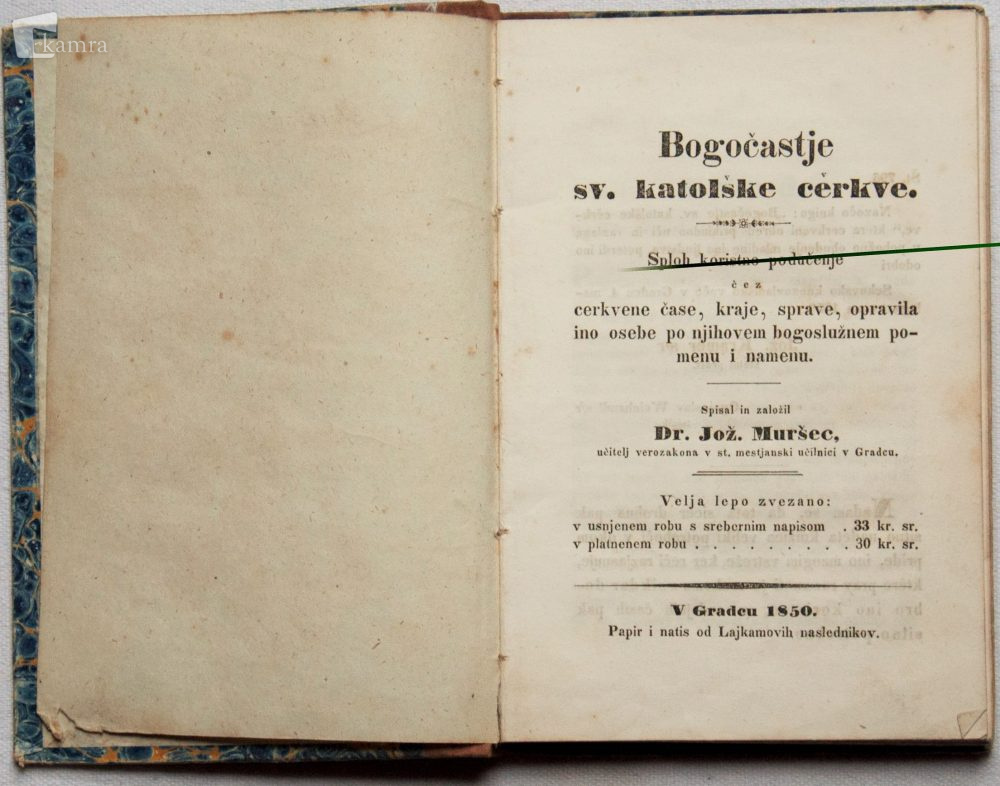 kamra
Bogočastje
sv. katolške cérkve.
Sploh koristno podučenje
čez
cerkvene čase, kraje, sprave, opravila
ino osebe po njihovem bogoslužnem po-
menu i namenu.
Spisal in založil
Dr. Jož. Muršec,
učitelj verozakona v st. mestjanski učilnici v Gradcu.
Velja lepo zvezano:
v usnjenem robu s srebernim napisom . 33 kr. sr.
v platnenem robu . . . . . . . . . . 30 kr. sr.
V Gradcu 1850.
Papir i natis od Lajkamovih naslednikov.